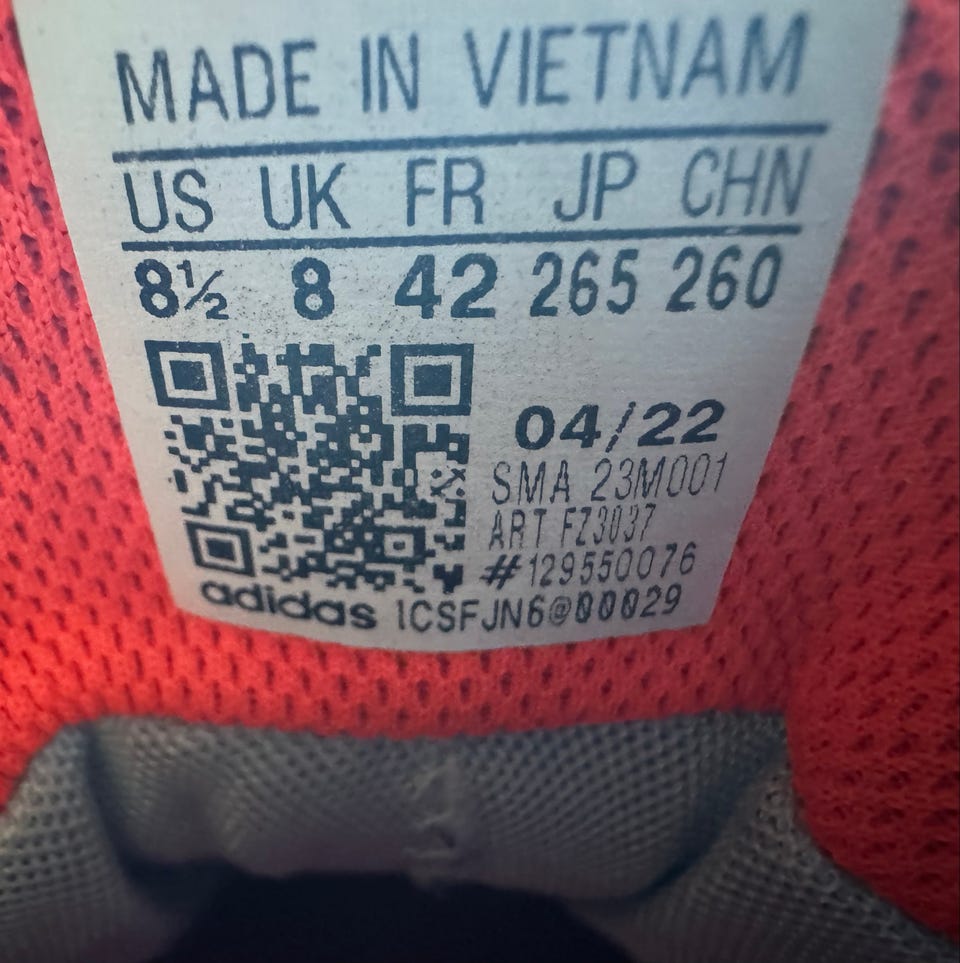 MADE IN VIETNAM
US UK FR JP CHN
8½ 8 42 265 260
04/22
SMA 23M001
ART FZ3037
#129550076
adidas 1CSFJN6@00029